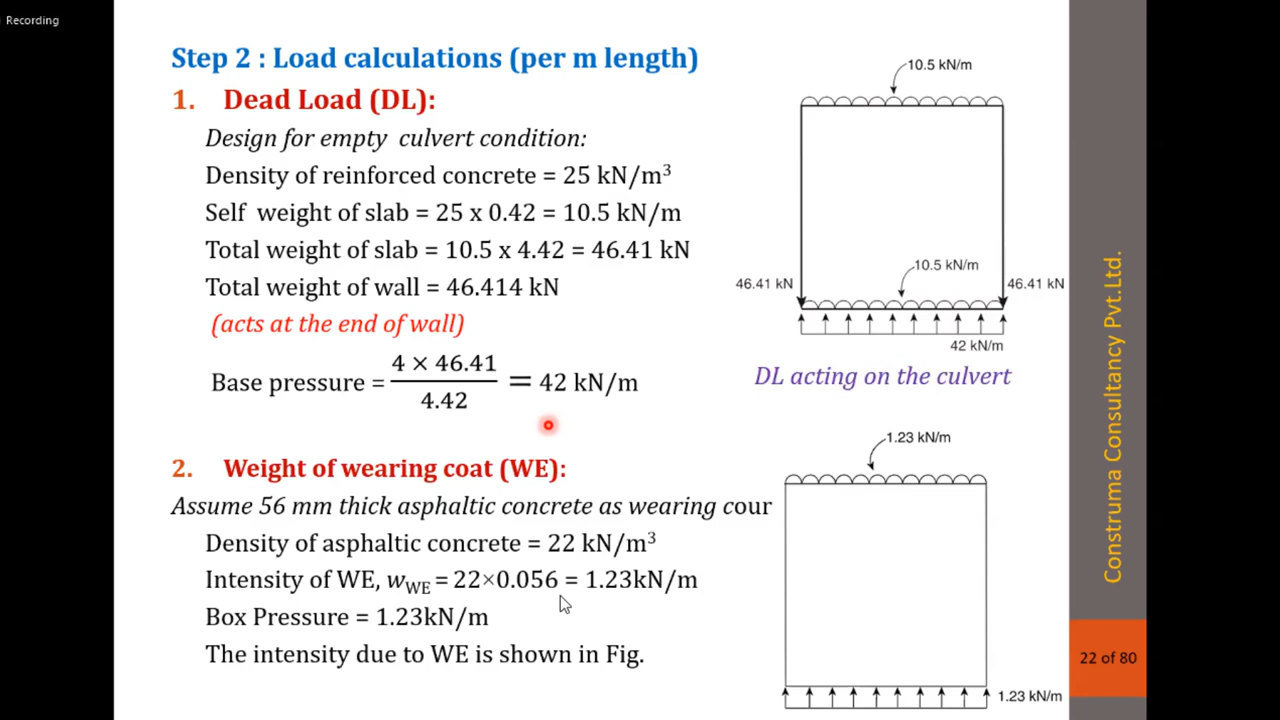 Recording
Step 2 : Load calculations (per m length)
1. Dead Load (DL):
Design for empty culvert condition:
Density of reinforced concrete = 25 kN/m³
Self weight of slab = 25 x 0.42 = 10.5 kN/m
Total weight of slab = 10.5 x 4.42 = 46.41 kN
Total weight of wall = 46.414 kN
(acts at the end of wall)
Base pressure = 4 × 46.41 / 4.42 = 42 kN/m
2. Weight of wearing coat (WE):
Assume 56 mm thick asphaltic concrete as wearing cour
Density of asphaltic concrete = 22 kN/m³
Intensity of WE, wWE = 22×0.056 = 1.23kN/m
Box Pressure = 1.23kN/m
The intensity due to WE is shown in Fig.
10.5 kN/m
10.5 kN/m
46.41 kN
46.41 kN
42 kN/m
DL acting on the culvert
1.23 kN/m
1.23 kN/m
Construma Consultancy Pvt.Ltd.
22 of 80